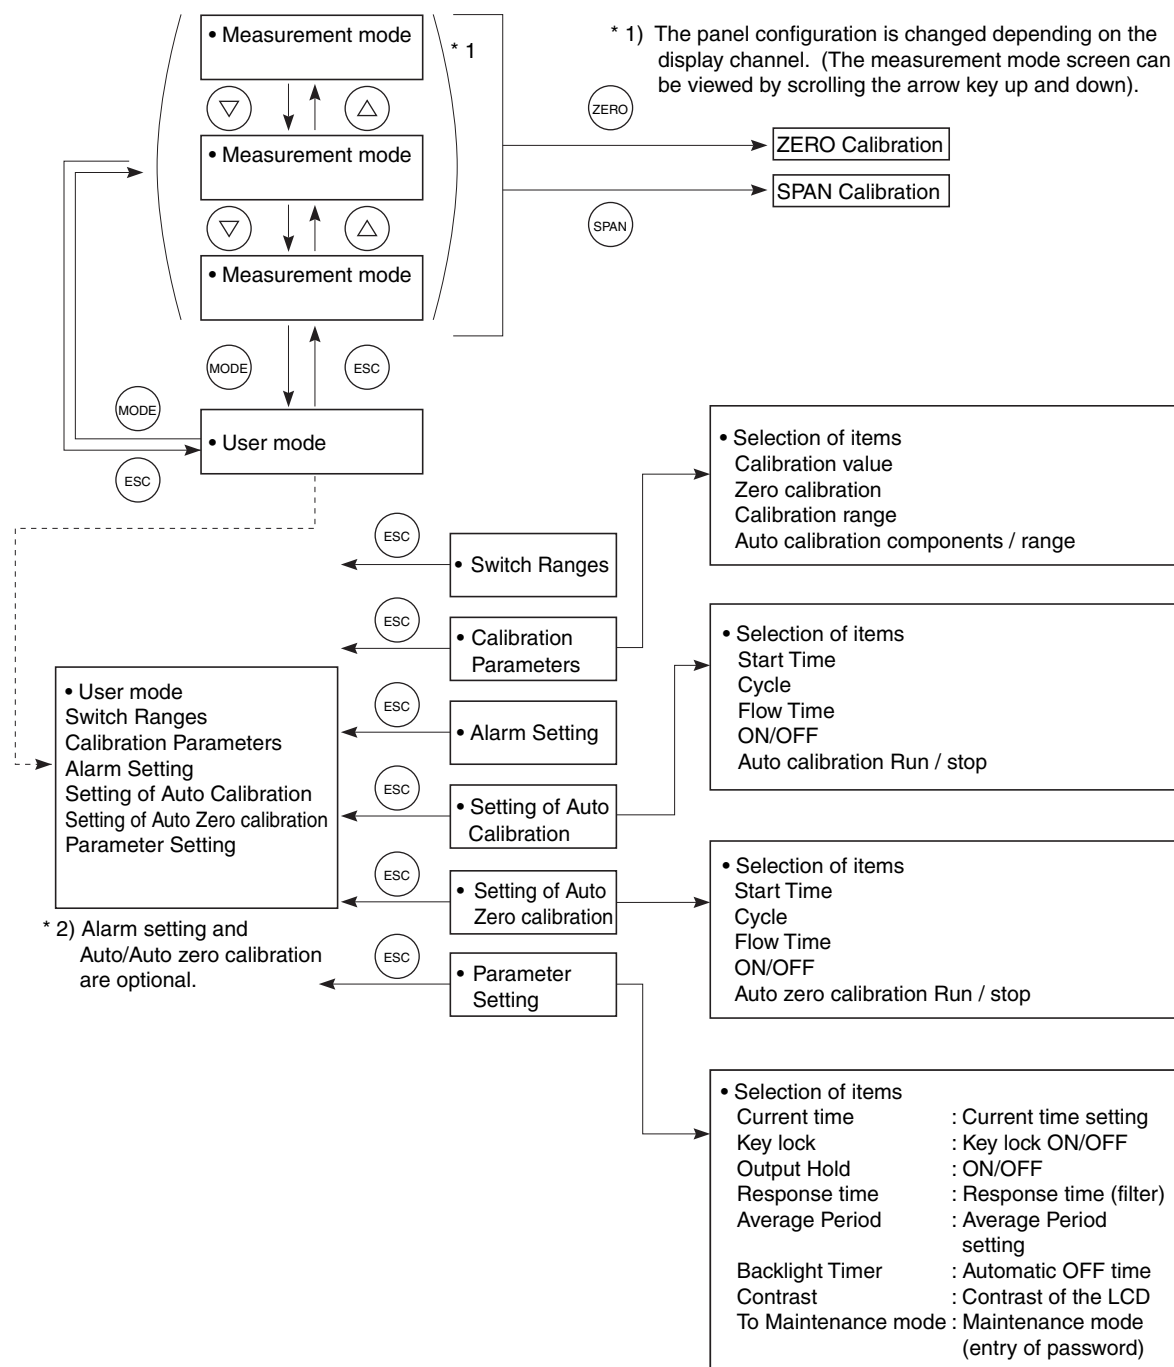 • Measurement mode
* 1
* 1) The panel configuration is changed depending on the
display channel. (The measurement mode screen can
be viewed by scrolling the arrow key up and down).
ZERO
• Measurement mode
ZERO Calibration
SPAN Calibration
SPAN
• Measurement mode
MODE
ESC
MODE
• User mode
ESC
• Selection of items
Calibration value
Zero calibration
Calibration range
Auto calibration components / range
ESC
• Switch Ranges
ESC
• Calibration
Parameters
• Selection of items
Start Time
Cycle
Flow Time
ON/OFF
Auto calibration Run / stop
• User mode
Switch Ranges
Calibration Parameters
Alarm Setting
Setting of Auto Calibration
Setting of Auto Zero calibration
Parameter Setting
ESC
• Alarm Setting
ESC
• Setting of Auto
Calibration
ESC
• Setting of Auto
Zero calibration
• Selection of items
Start Time
Cycle
Flow Time
ON/OFF
Auto zero calibration Run / stop
* 2) Alarm setting and
Auto/Auto zero calibration
are optional.
ESC
• Parameter
Setting
• Selection of items
Current time : Current time setting
Key lock : Key lock ON/OFF
Output Hold : ON/OFF
Response time : Response time (filter)
Average Period : Average Period
setting
Backlight Timer : Automatic OFF time
Contrast : Contrast of the LCD
To Maintenance mode : Maintenance mode
(entry of password)